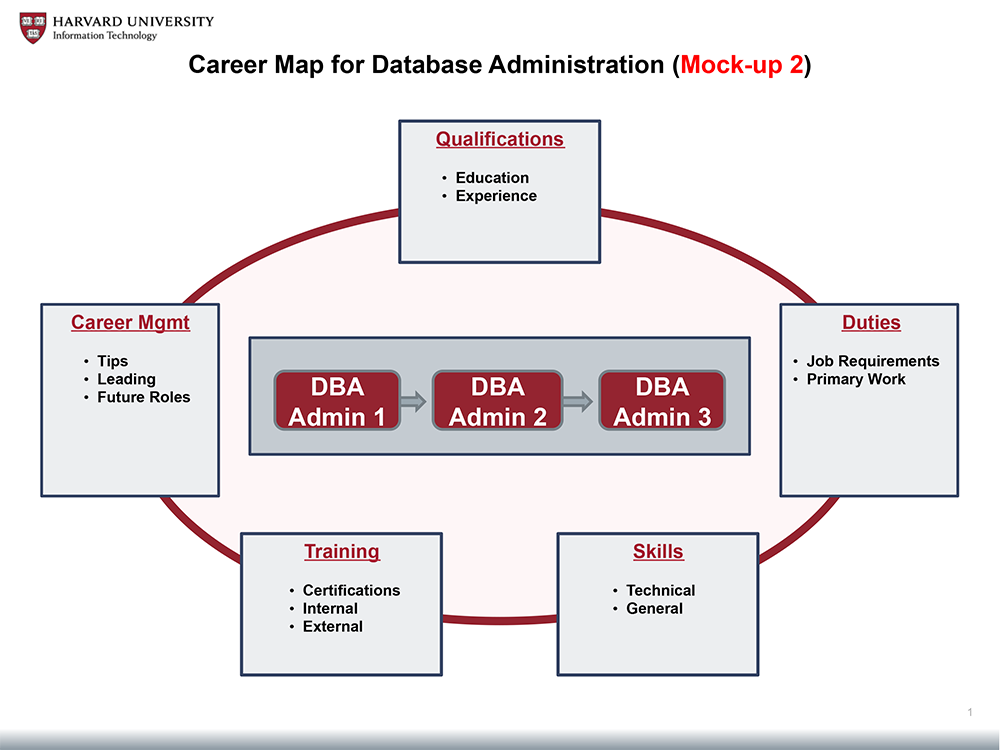 HARVARD UNIVERSITY
Information Technology
Career Map for Database Administration (Mock-up 2)
Qualifications
• Education
• Experience
Career Mgmt
• Tips
• Leading
• Future Roles
DBA
Admin 1
DBA
Admin 2
DBA
Admin 3
Duties
• Job Requirements
• Primary Work
Training
• Certifications
• Internal
• External
Skills
• Technical
• General
1